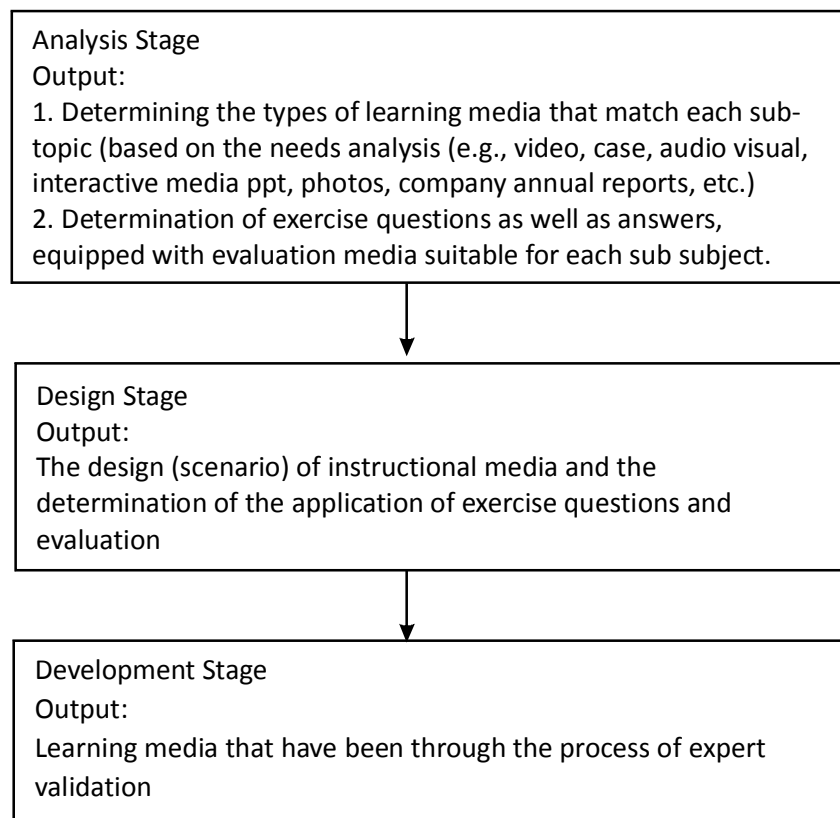 Analysis Stage
Output:
1. Determining the types of learning media that match each sub-
topic (based on the needs analysis (e.g., video, case, audio visual,
interactive media ppt, photos, company annual reports, etc.)
2. Determination of exercise questions as well as answers,
equipped with evaluation media suitable for each sub subject.
Design Stage
Output:
The design (scenario) of instructional media and the
determination of the application of exercise questions and
evaluation
Development Stage
Output:
Learning media that have been through the process of expert
validation